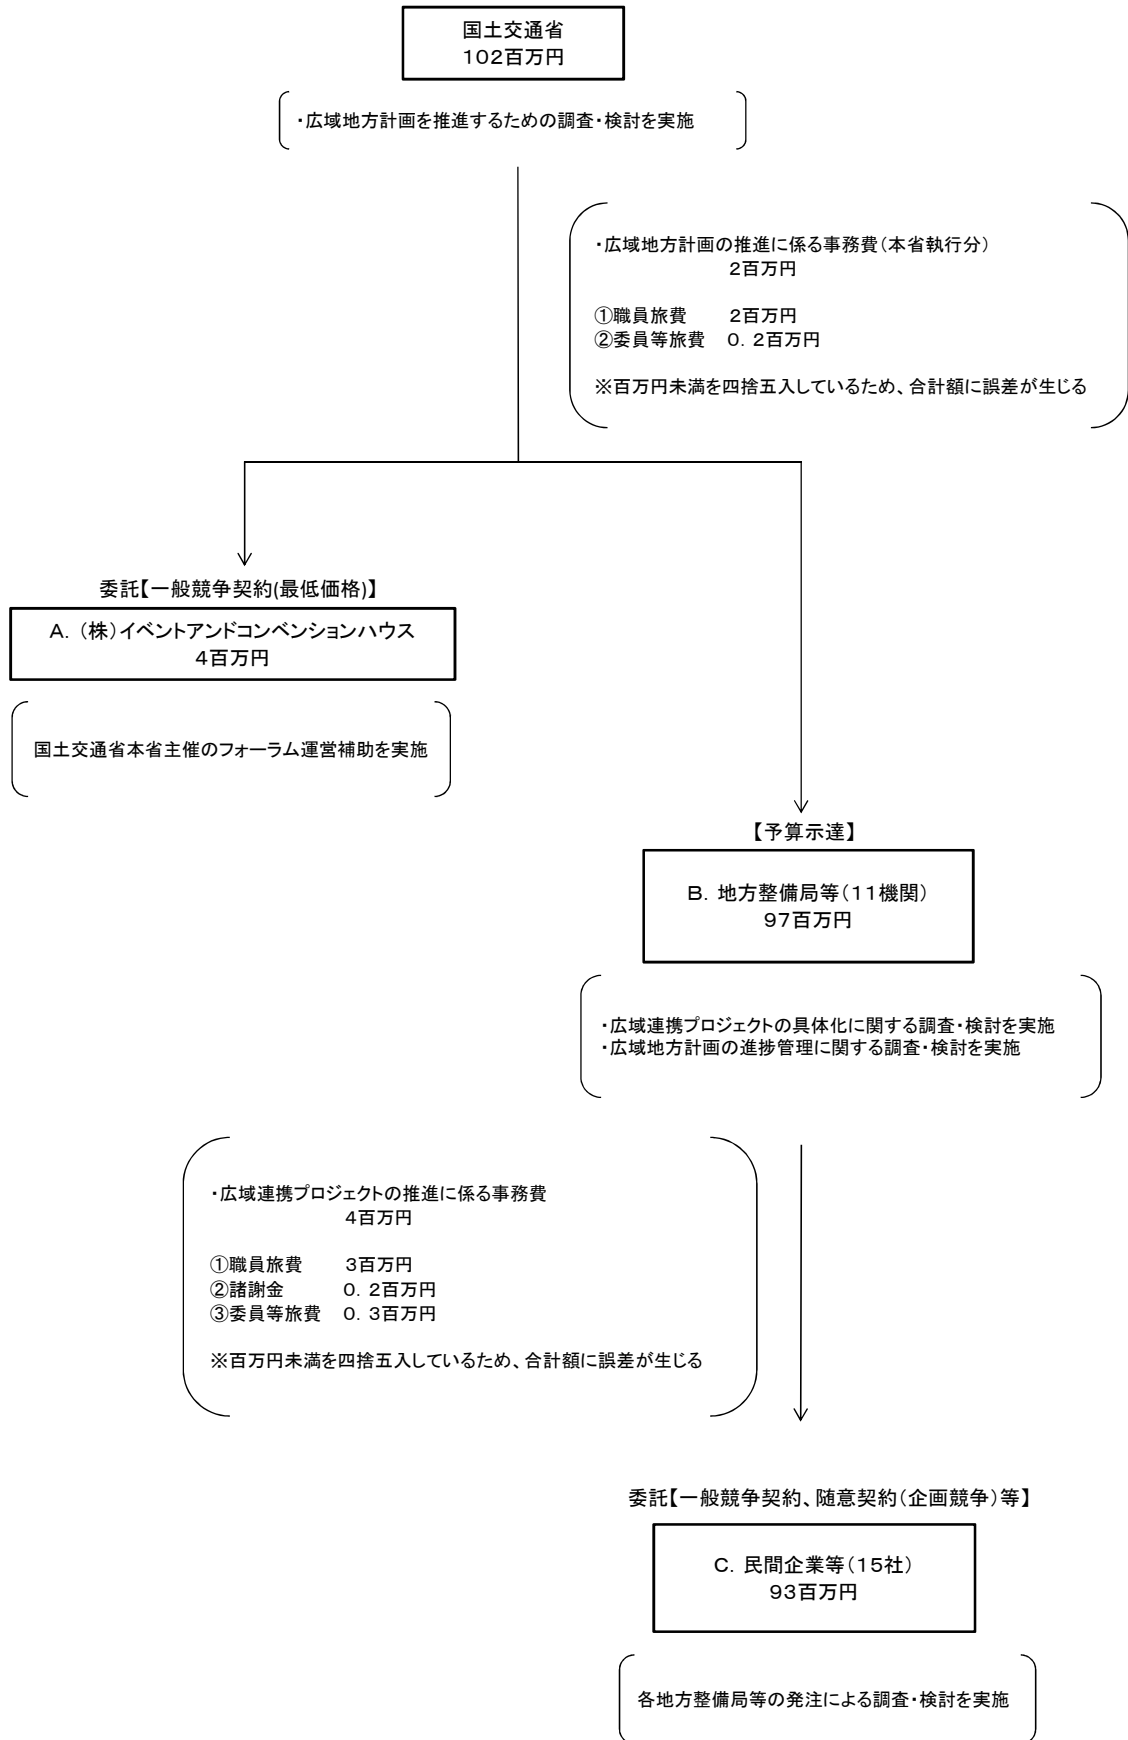 国土交通省
102百万円
・広域地方計画を推進するための調査・検討を実施
・広域地方計画の推進に係る事務費（本省執行分）
2百万円
①職員旅費　　2百万円
②委員等旅費　0．2百万円
※百万円未満を四捨五入しているため、合計額に誤差が生じる
委託【一般競争契約(最低価格)】
A．（株）イベントアンドコンベンションハウス
4百万円
国土交通省本省主催のフォーラム運営補助を実施
【予算示達】
B．地方整備局等（11機関）
97百万円
・広域連携プロジェクトの具体化に関する調査・検討を実施
・広域地方計画の進捗管理に関する調査・検討を実施
・広域連携プロジェクトの推進に係る事務費
4百万円
①職員旅費　　3百万円
②諸謝金　　　0．2百万円
③委員等旅費　0．3百万円
※百万円未満を四捨五入しているため、合計額に誤差が生じる
委託【一般競争契約、随意契約（企画競争）等】
C．民間企業等（15社）
93百万円
各地方整備局等の発注による調査・検討を実施